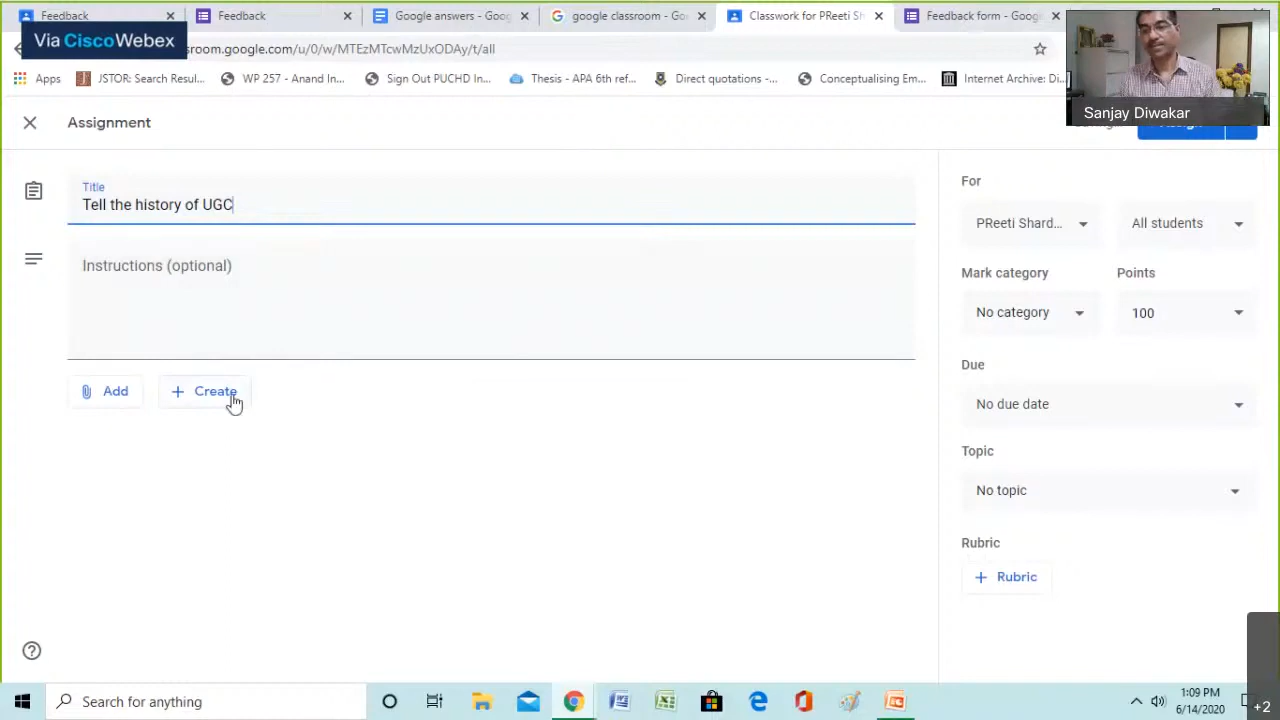 Feedback
Feedback
Google answers - Goo
google classroom - Go
Classwork for PReeti Sh
Feedback form - Google
Via CiscoWebex
room.google.com/u/0/w/MTEzMTcwMzUxODAy/t/all
Apps
JSTOR: Search Resul...
WP 257 - Anand In...
Sign Out PUCHD In...
Thesis - APA 6th ref...
Direct quotations -...
Conceptualising Em...
Internet Archive: Di...
Sanjay Diwakar
Assignment
Title
Tell the history of UGC
Instructions (optional)
Add
Create
For
PReeti Shard...
All students
Mark category
Points
No category
100
Due
No due date
Topic
No topic
Rubric
Rubric
Search for anything
1:09 PM
6/14/2020
+2